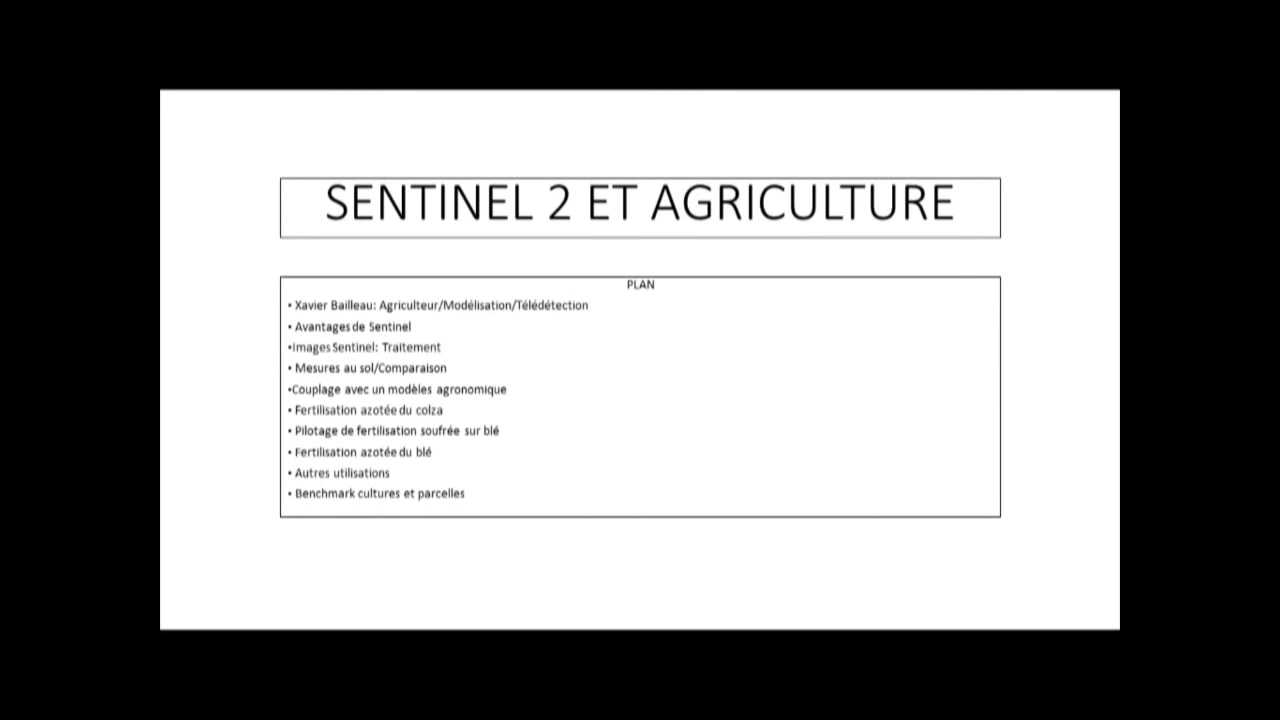 SENTINEL 2 ET AGRICULTURE
PLAN
• Xavier Bailleau: Agriculteur/Modélisation/Télédétection
• Avantages de Sentinel
•Images Sentinel: Traitement
• Mesures au sol/Comparaison
•Couplage avec un modèles agronomique
• Fertilisation azotée du colza
• Pilotage de fertilisation soufrée sur blé
• Fertilisation azotée du blé
• Autres utilisations
• Benchmark cultures et parcelles